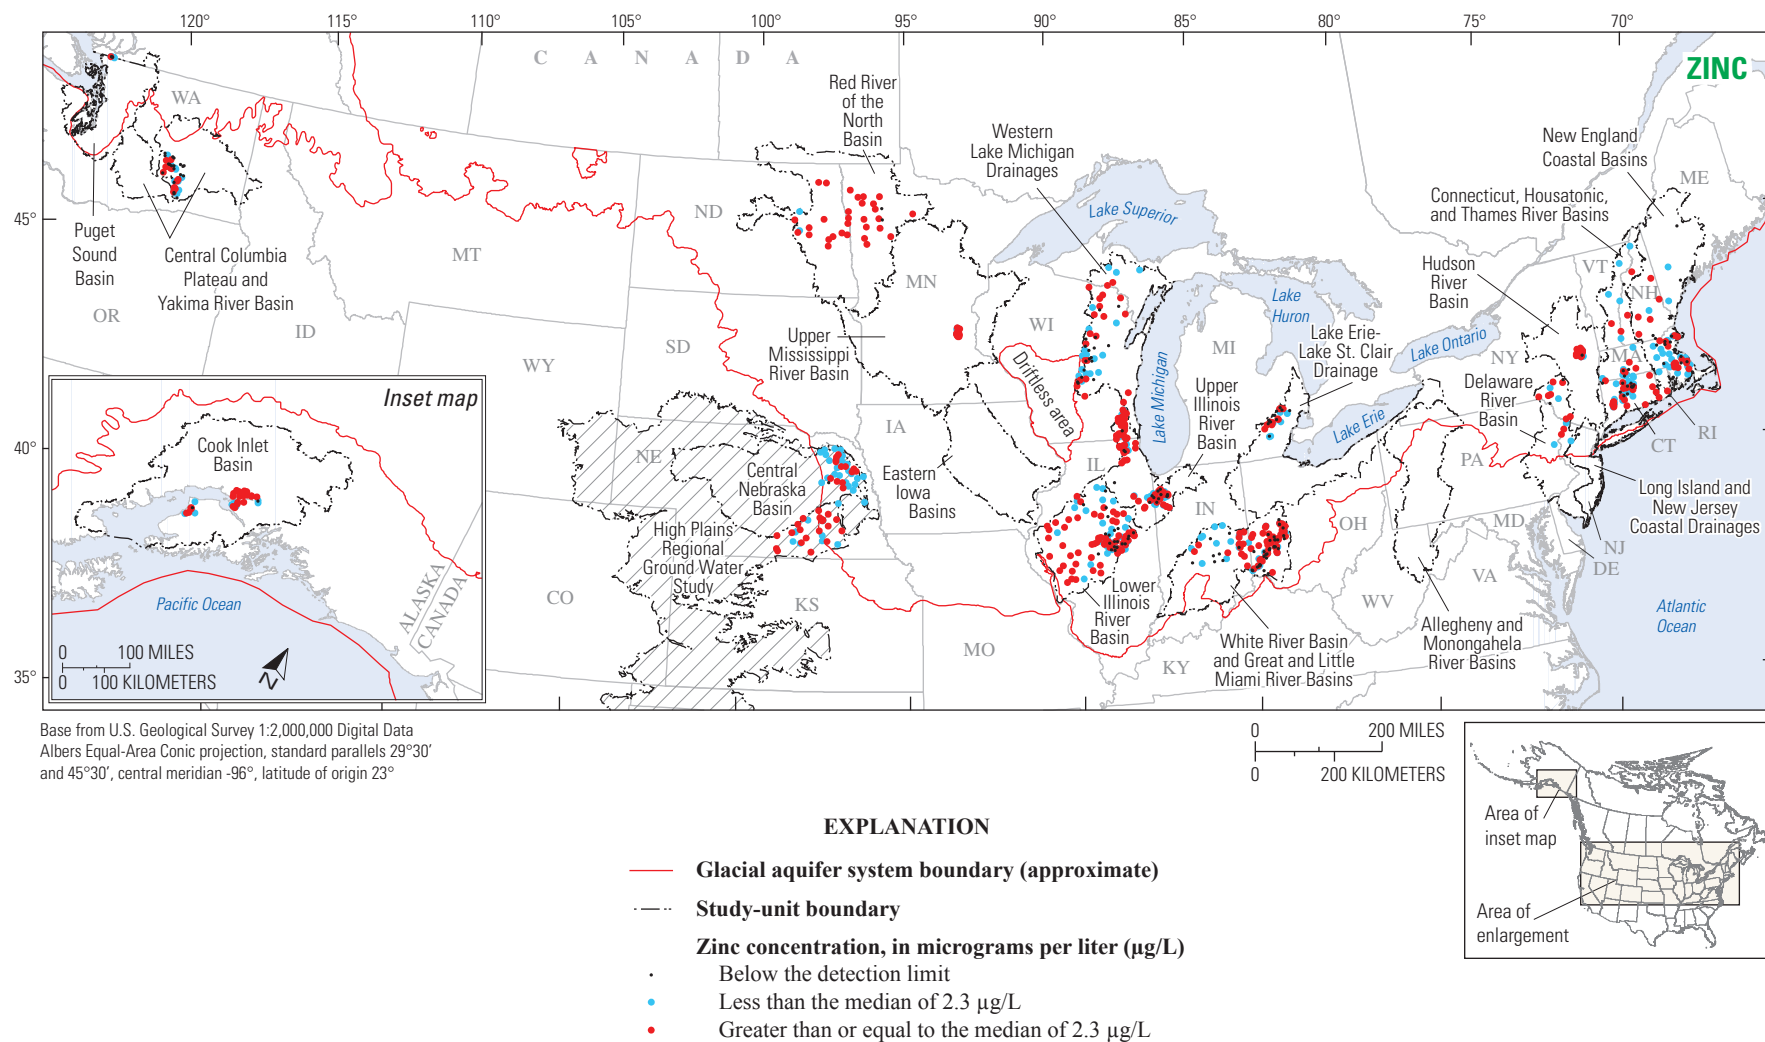 120°
115°
110°
105°
100°
95°
90°
85°
80°
75°
70°
45°
40°
35°
ZINC
C A N A D A
WA
OR
ID
MT
WY
ND
SD
NE
CO
KS
MN
IA
MO
WI
IL
MI
IN
KY
OH
WV
VA
PA
NY
MD
DE
NJ
VT
NH
MA
ME
CT
RI
Puget
Sound
Basin
Central Columbia
Plateau and
Yakima River Basin
Red River
of the
North
Basin
Western
Lake Michigan
Drainages
Upper
Mississippi
River Basin
Driftless area
Eastern
Iowa
Basins
Central
Nebraska
Basin
High Plains
Regional
Ground Water
Study
Lower
Illinois
River
Basin
Upper
Illinois
River
Basin
Lake Erie-
Lake St. Clair
Drainage
White River Basin
and Great and Little
Miami River Basins
Allegheny and
Monongahela
River Basins
Delaware
River
Basin
Hudson
River
Basin
Connecticut, Housatonic,
and Thames River Basins
New England
Coastal Basins
Long Island and
New Jersey
Coastal Drainages
Lake Superior
Lake Michigan
Lake
Huron
Lake Erie
Lake Ontario
Atlantic
Ocean
Inset map
Cook Inlet
Basin
Pacific Ocean
ALASKA
CANADA
0 100 MILES
0 100 KILOMETERS
N
Base from U.S. Geological Survey 1:2,000,000 Digital Data
Albers Equal-Area Conic projection, standard parallels 29°30′
and 45°30′, central meridian -96°, latitude of origin 23°
0 200 MILES
0 200 KILOMETERS
Area of
inset map
Area of
enlargement
EXPLANATION
Glacial aquifer system boundary (approximate)
Study-unit boundary
Zinc concentration, in micrograms per liter (µg/L)
Below the detection limit
Less than the median of 2.3 µg/L
Greater than or equal to the median of 2.3 µg/L